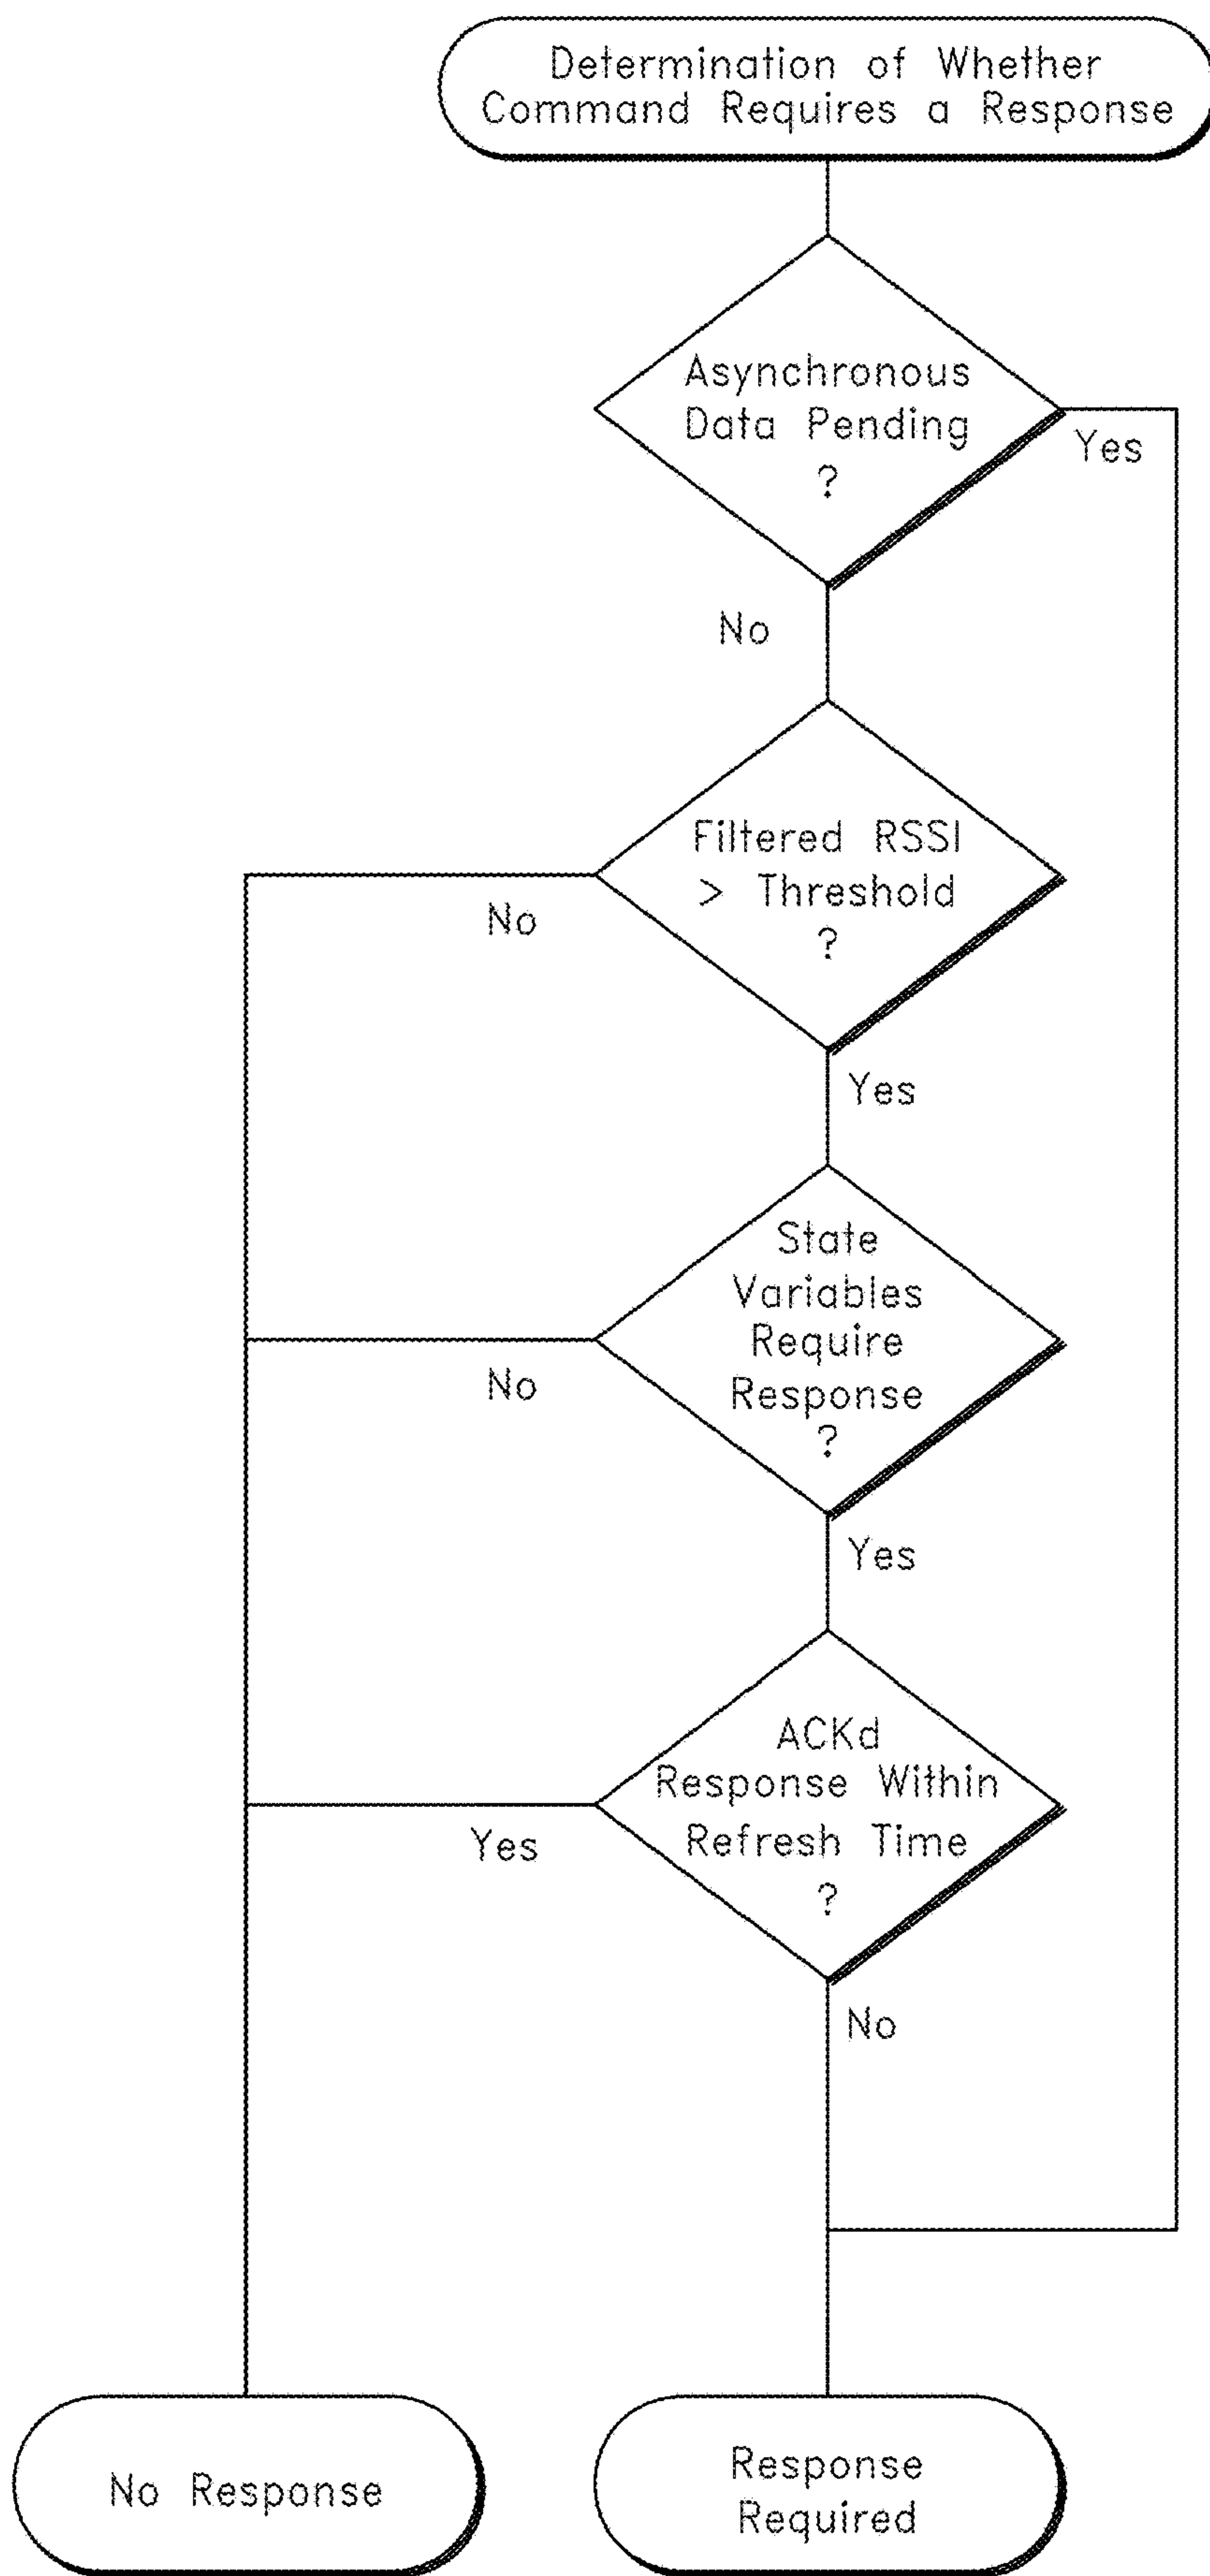 Determination of Whether
Command Requires a Response
Asynchronous
Data Pending
?
Yes
No
Filtered RSSI
> Threshold
?
No
Yes
State
Variables
Require
Response
?
No
Yes
ACKd
Response Within
Refresh Time
?
Yes
No
No Response
Response
Required